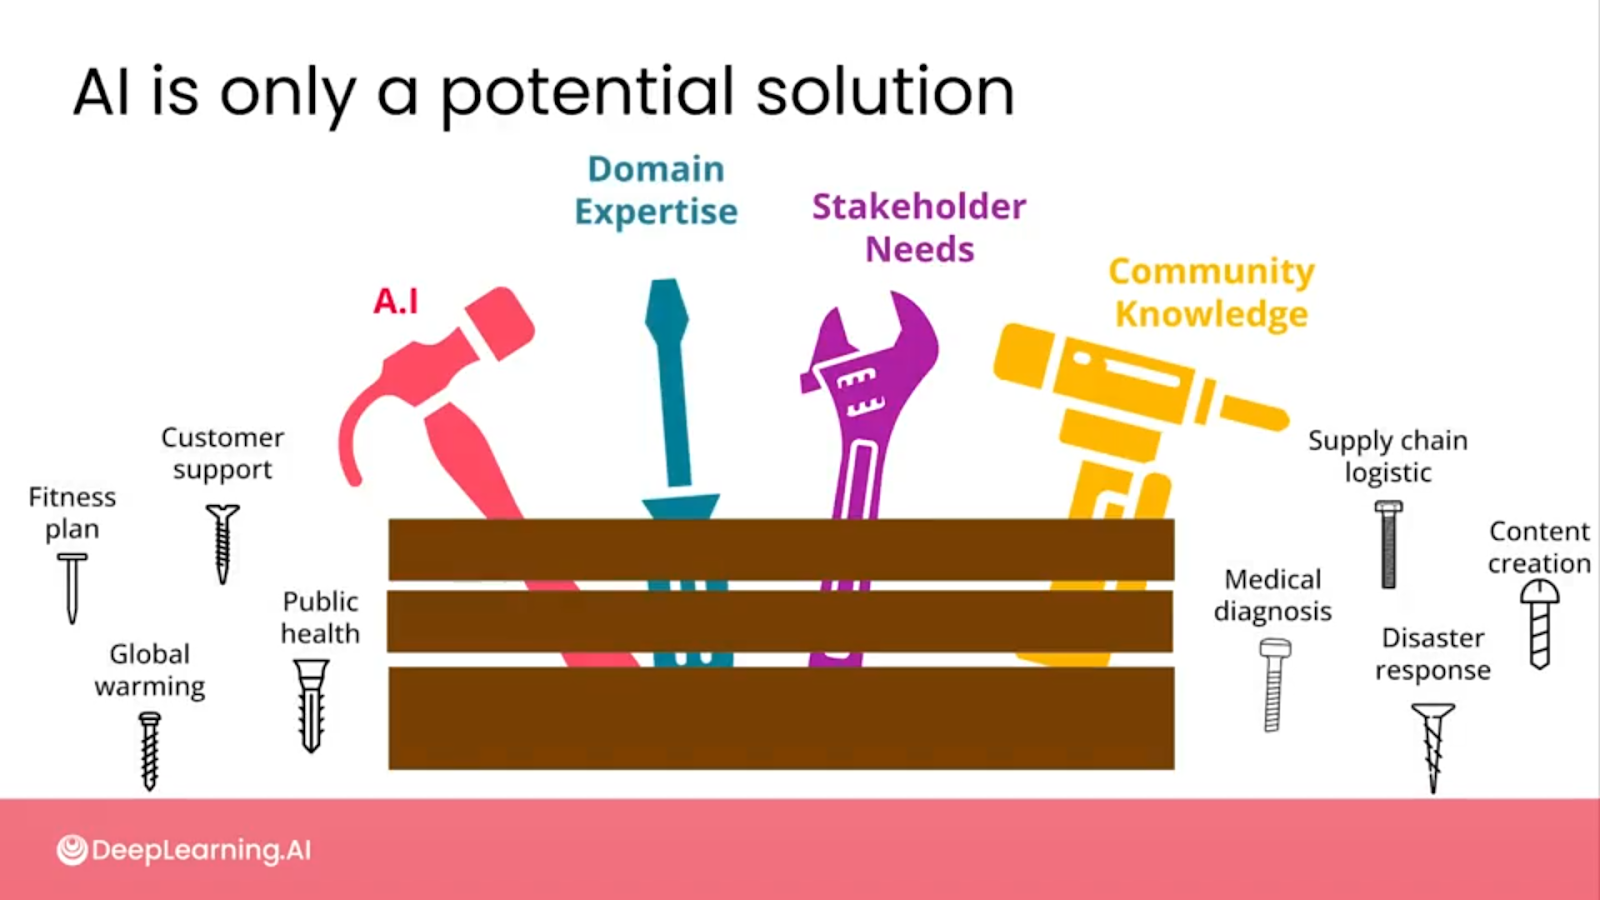 AI is only a potential solution
Domain
Expertise
Stakeholder
Needs
A.I
Community
Knowledge
Customer
support
Fitness
plan
Public
health
Global
warming
Supply chain
logistic
Content
creation
Medical
diagnosis
Disaster
response
DeepLearning.AI